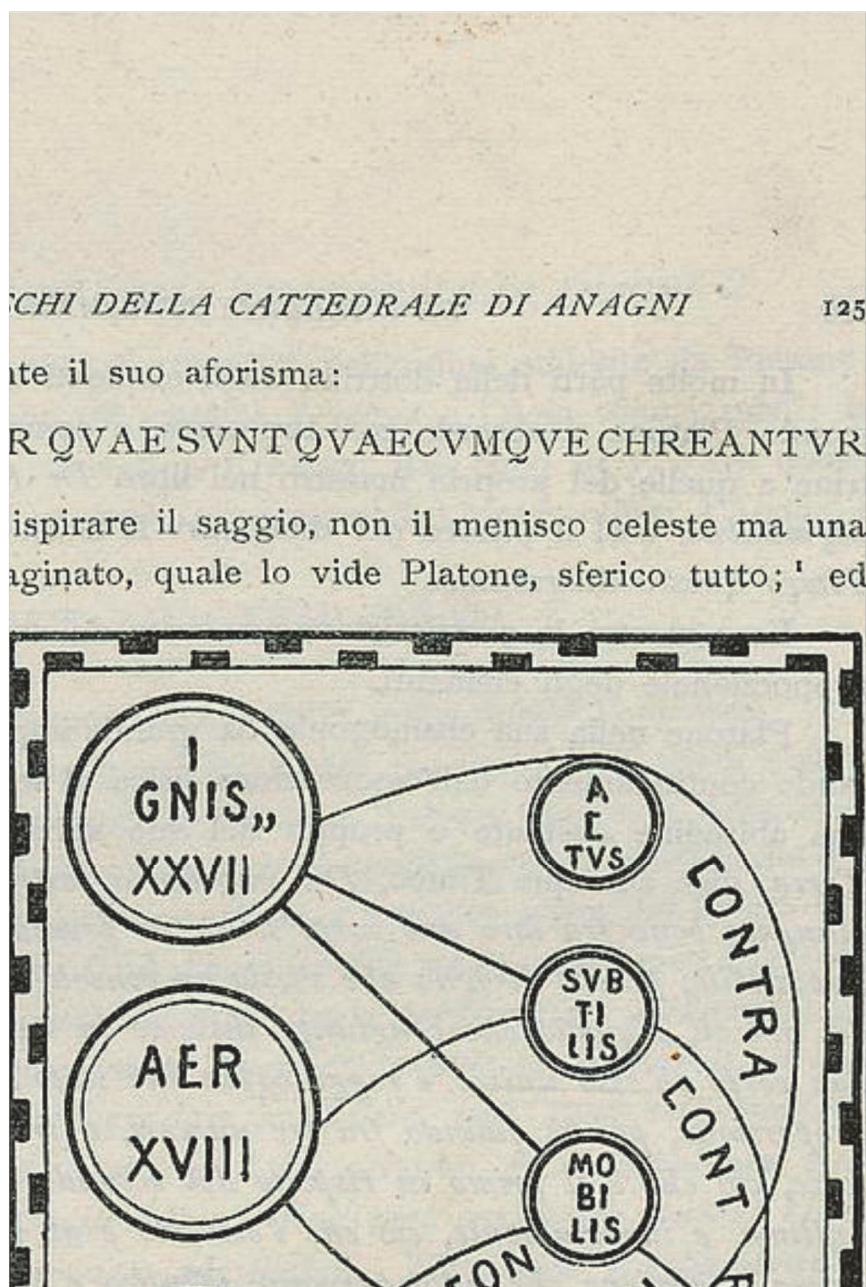 CHI DELLA CATTEDRALE DI ANAGNI 125
nte il suo aforisma:
R QVAE SVNT QVAECVMQVE CHREANTVR
ispirare il saggio, non il menisco celeste ma una
aginato, quale lo vide Platone, sferico tutto; ¹ ed
I
GNIS,,
XXVII
A
C
TVS
CONTRA
SVB
TI
LIS
AER
XVIII
CONT
MO
BI
LIS